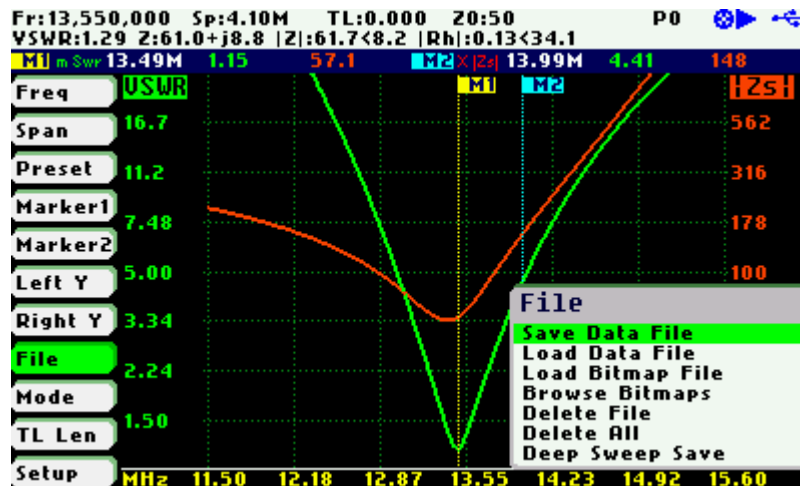 Fr:13,550,000 Sp:4.10M TL:0.000 Z0:50 P0
VSWR:1.29 Z:61.0+j8.8 |Z|:61.7<8.2 |Rh|:0.13<34.1
M1 m Swr 13.49M 1.15 57.1 M2 X |Zs| 13.99M 4.41 148
Freq
Span
Preset
Marker1
Marker2
Left Y
Right Y
File
Mode
TL Len
Setup
VSWR
16.7
11.2
7.48
5.00
3.34
2.24
1.50
M1 M2
|Zs|
562
316
178
100
File
Save Data File
Load Data File
Load Bitmap File
Browse Bitmaps
Delete File
Delete All
Deep Sweep Save
MHz 11.50 12.18 12.87 13.55 14.23 14.92 15.60